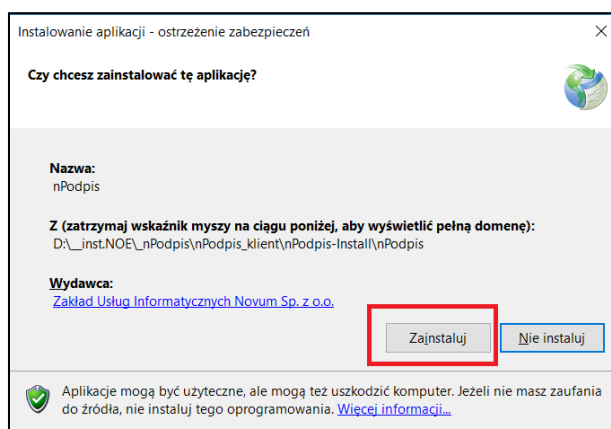 Instalowanie aplikacji - ostrzeżenie zabezpieczeń
Czy chcesz zainstalować tę aplikację?
Nazwa:
nPodpis
Z (zatrzymaj wskaźnik myszy na ciągu poniżej, aby wyświetlić pełną domenę):
D:\__inst.NOE\_nPodpis\nPodpis_klient\nPodpis-Install\nPodpis
Wydawca:
Zakład Usług Informatycznych Novum Sp. z o.o.
Zainstaluj
Nie instaluj
Aplikacje mogą być użyteczne, ale mogą też uszkodzić komputer. Jeżeli nie masz zaufania
do źródła, nie instaluj tego oprogramowania. Więcej informacji...